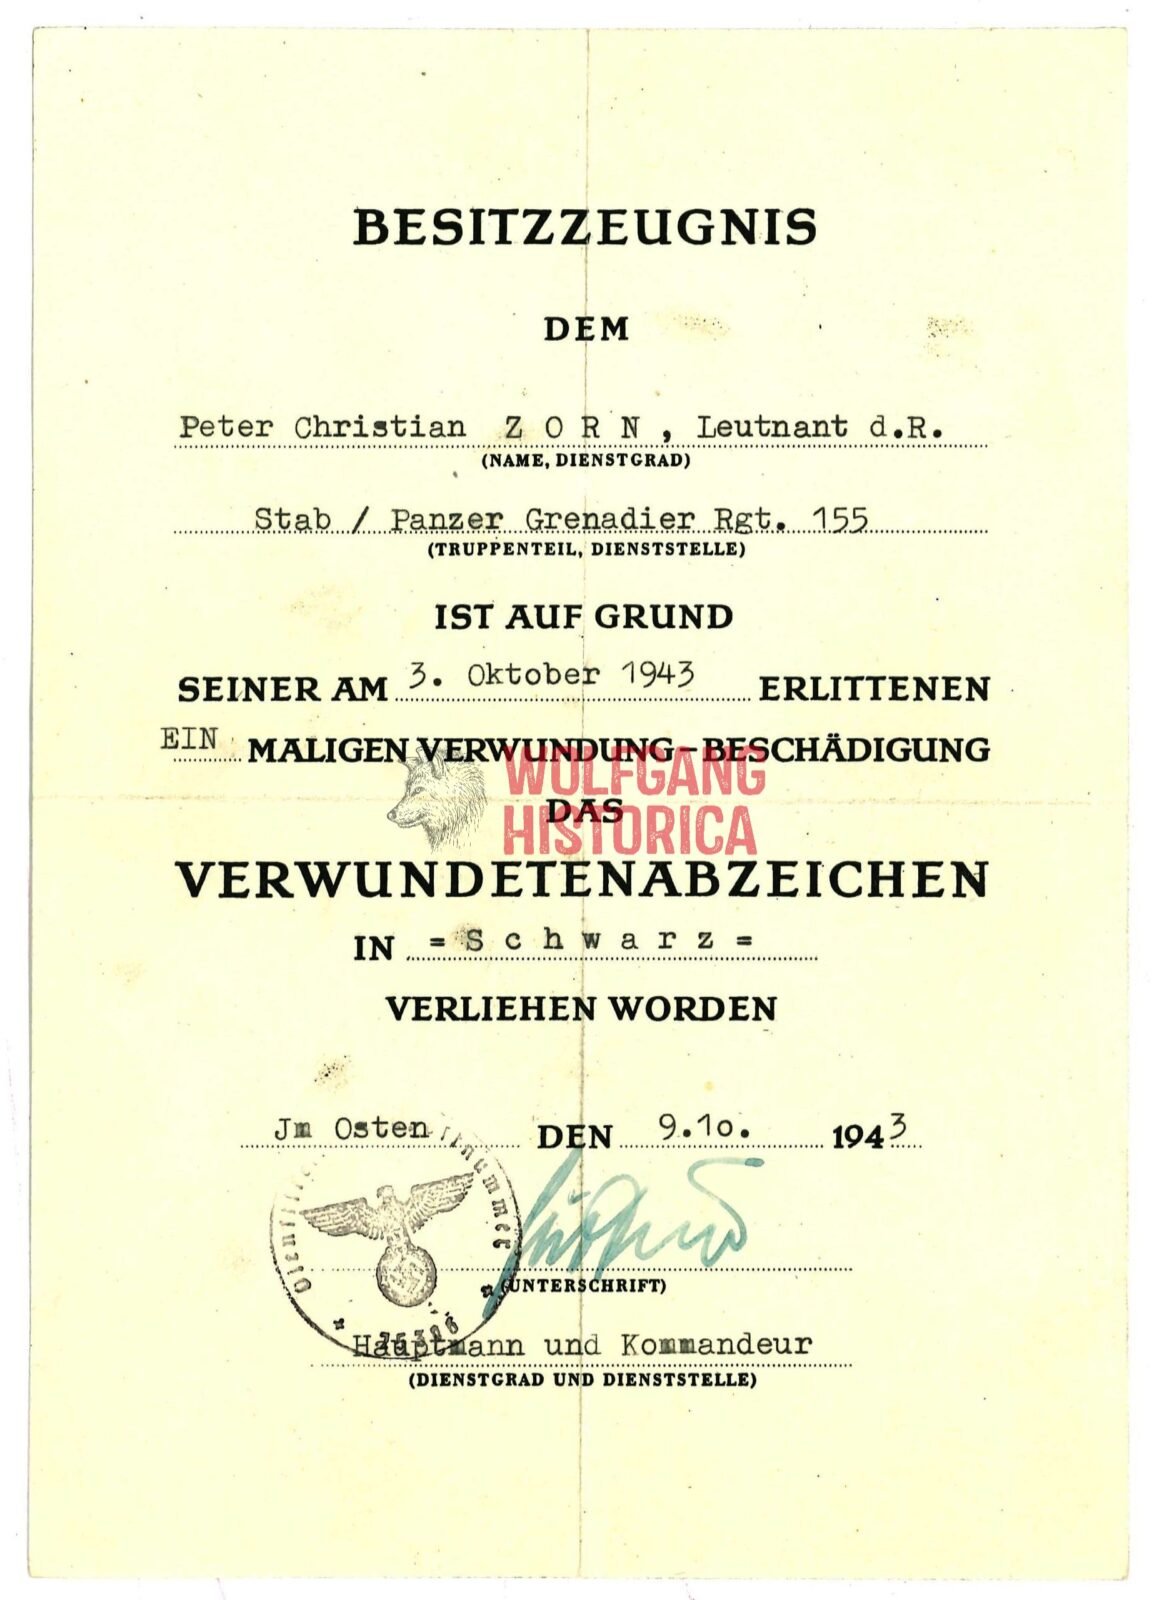 BESITZZEUGNIS
DEM
Peter Christian Z O R N , Leutnant d.R.
(NAME, DIENSTGRAD)
Stab / Panzer Grenadier Rgt. 155
(TRUPPENTEIL, DIENSTSTELLE)
IST AUF GRUND
SEINER AM 3. Oktober 1943 ERLITTENEN
EIN MALIGEN VERWUNDUNG-BESCHÄDIGUNG
WOLFGANG
DAS
HISTORICA
VERWUNDETENABZEICHEN
IN = S c h w a r z =
VERLIEHEN WORDEN
Jm Osten DEN 9.10. 1943
(UNTERSCHRIFT)
Hauptmann und Kommandeur
(DIENSTGRAD UND DIENSTSTELLE)